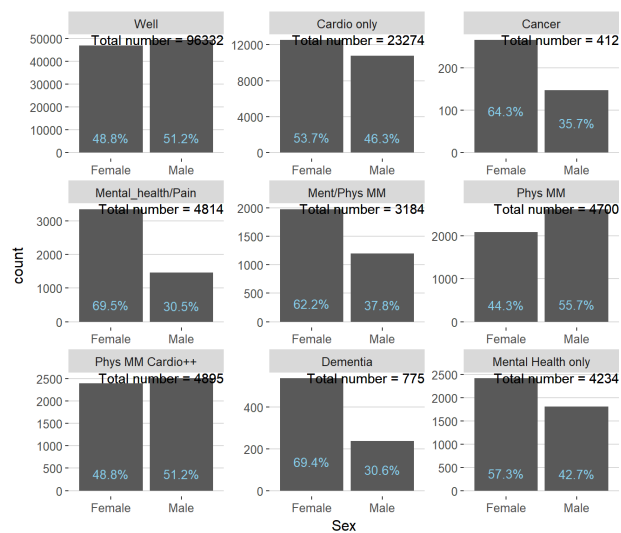 Well Cardio only Cancer
Total number = 96332 Total number = 23274 Total number = 412
50000
40000
30000
20000
10000
0
48.8% 51.2%
Female Male
12000
8000
4000
0
53.7% 46.3%
Female Male
200
100
0
64.3% 35.7%
Female Male
Mental_health/Pain Ment/Phys MM Phys MM
Total number = 4814 Total number = 3184 Total number = 4700
3000
2000
1000
0
69.5% 30.5%
Female Male
2000
1500
1000
500
0
62.2% 37.8%
Female Male
2000
1000
0
44.3% 55.7%
Female Male
count
Phys MM Cardio++ Dementia Mental Health only
Total number = 4895 Total number = 775 Total number = 4234
2500
2000
1500
1000
500
0
48.8% 51.2%
Female Male
400
200
0
69.4% 30.6%
Female Male
2500
2000
1500
1000
500
0
57.3% 42.7%
Female Male
Sex